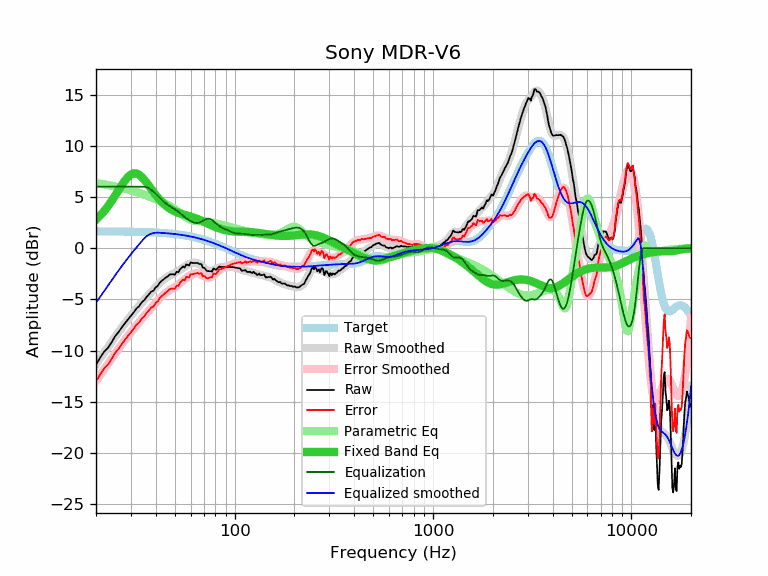 Sony MDR-V6
Amplitude (dBr)
15
10
5
0
−5
−10
−15
−20
−25
Target
Raw Smoothed
Error Smoothed
Raw
Error
Parametric Eq
Fixed Band Eq
Equalization
Equalized smoothed
100
1000
10000
Frequency (Hz)